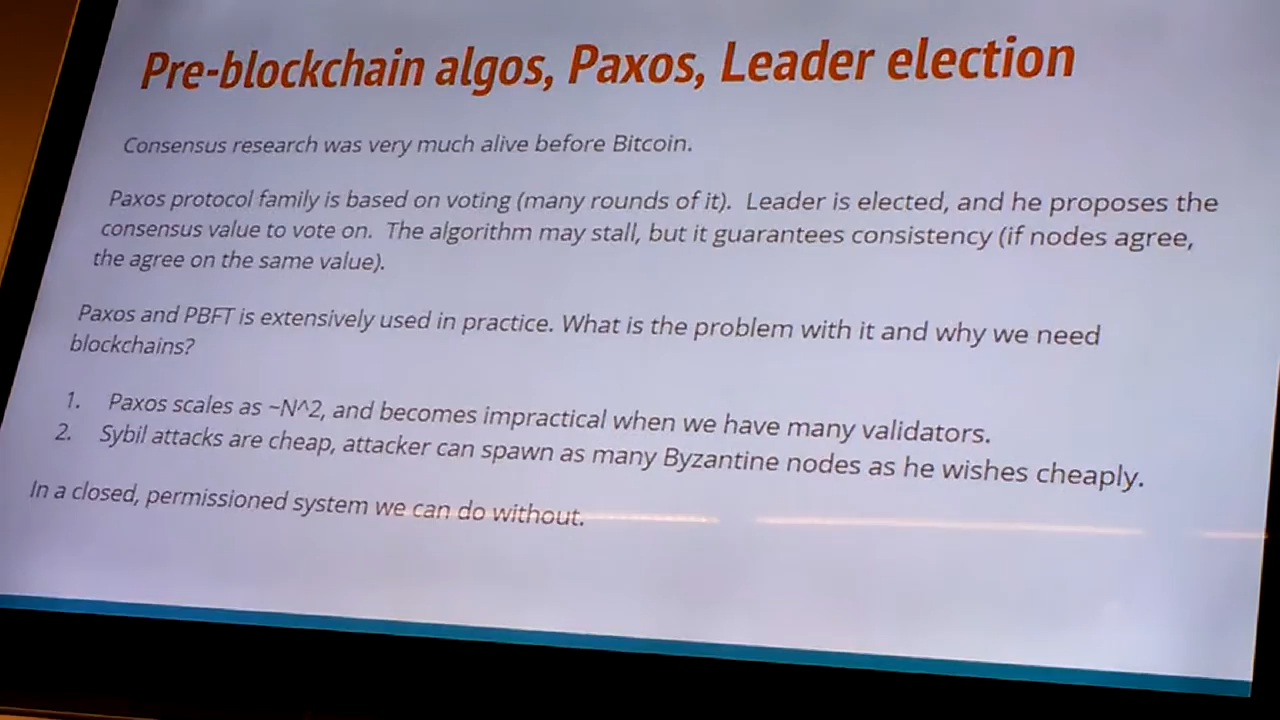 Pre-blockchain algos, Paxos, Leader election
Consensus research was very much alive before Bitcoin.
Paxos protocol family is based on voting (many rounds of it). Leader is elected, and he proposes the
consensus value to vote on. The algorithm may stall, but it guarantees consistency (if nodes agree,
the agree on the same value).
Paxos and PBFT is extensively used in practice. What is the problem with it and why we need
blockchains?
1. Paxos scales as ~N^2, and becomes impractical when we have many validators.
2. Sybil attacks are cheap, attacker can spawn as many Byzantine nodes as he wishes cheaply.
In a closed, permissioned system we can do without.